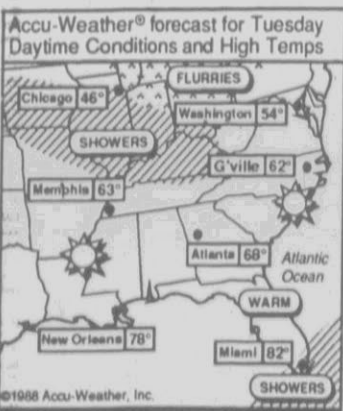 Accu-Weather® forecast for Tuesday
Daytime Conditions and High Temps
FLURRIES
Chicago 46°
Washington 54°
SHOWERS
G'ville 62°
Memphis 63°
Atlanta 68°
Atlantic
Ocean
WARM
New Orleans 78°
Miami 82°
SHOWERS
©1988 Accu-Weather, Inc.